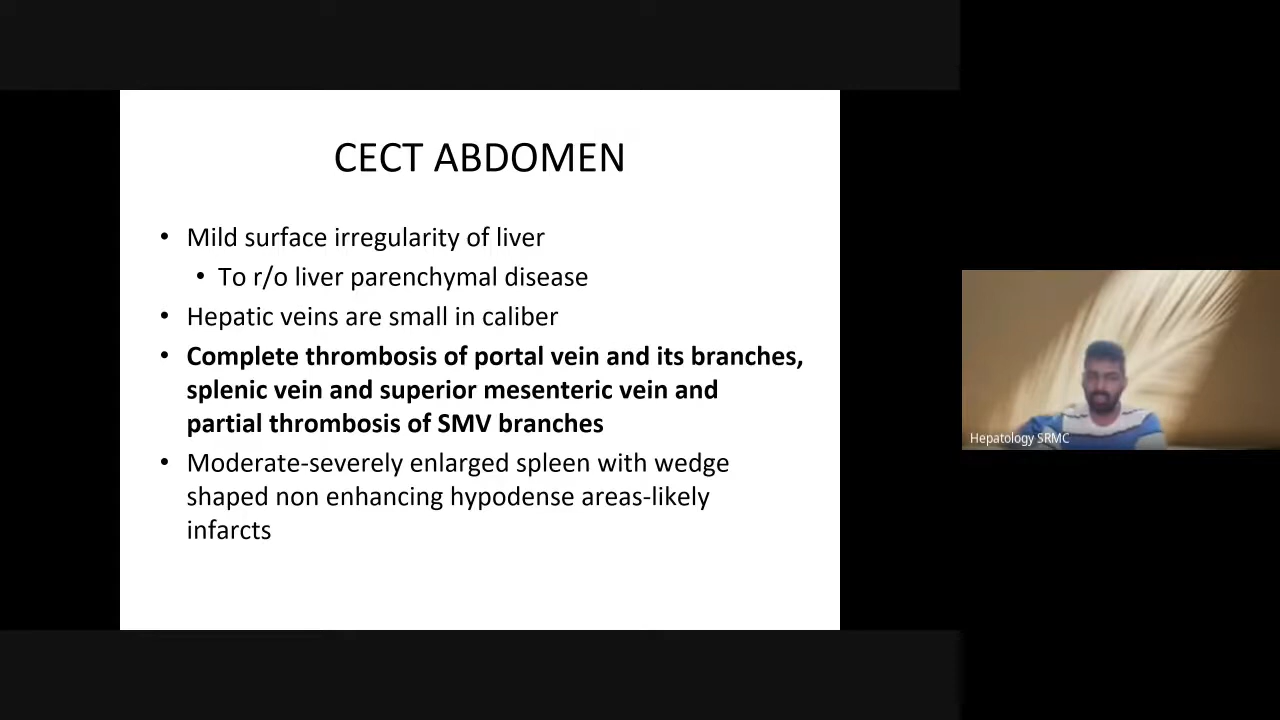 CECT ABDOMEN
• Mild surface irregularity of liver
• To r/o liver parenchymal disease
• Hepatic veins are small in caliber
• Complete thrombosis of portal vein and its branches,
splenic vein and superior mesenteric vein and
partial thrombosis of SMV branches
• Moderate-severely enlarged spleen with wedge
shaped non enhancing hypodense areas-likely
infarcts
Hepatology SRMC